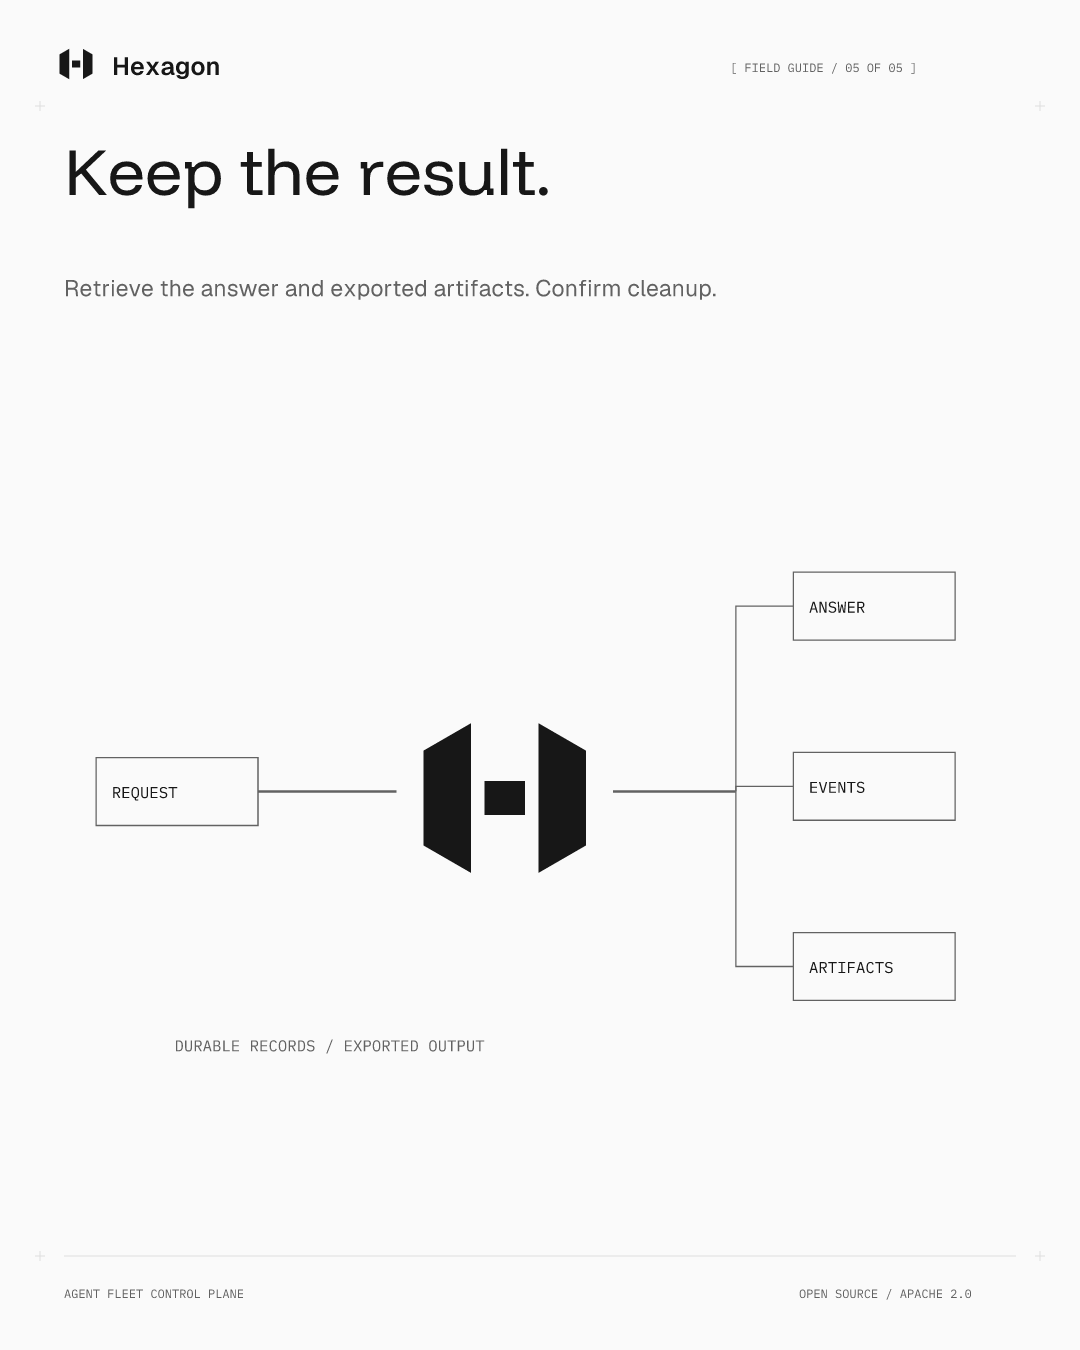 Hexagon
[ FIELD GUIDE / 05 OF 05 ]
Keep the result.
Retrieve the answer and exported artifacts. Confirm cleanup.
ANSWER
REQUEST
EVENTS
ARTIFACTS
DURABLE RECORDS / EXPORTED OUTPUT
AGENT FLEET CONTROL PLANE
OPEN SOURCE / APACHE 2.0